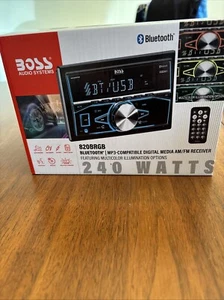 Bluetooth®
BOSS
AUDIO SYSTEMS
BOSS
BT/USB
820BRGB
BLUETOOTH® | MP3-COMPATIBLE DIGITAL MEDIA AM/FM RECEIVER
FEATURING MULTICOLOR ILLUMINATION OPTIONS
240 WATTS